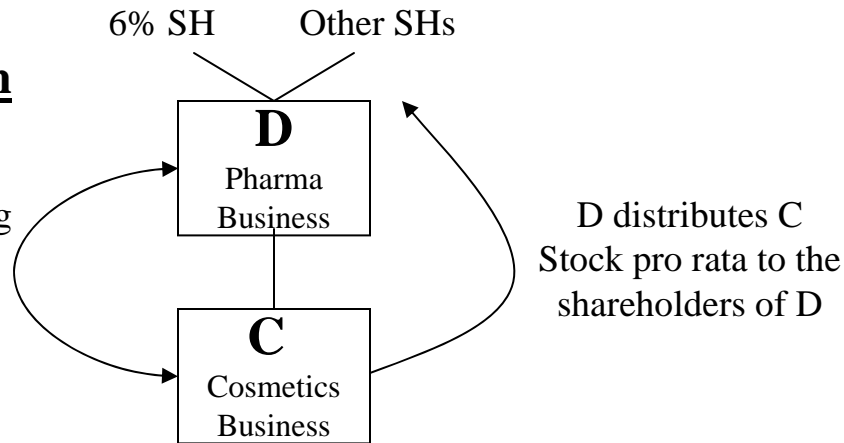 6% SH Other SHs
D
Pharma
Business
D distributes C
Stock pro rata to the
shareholders of D
C
Cosmetics
Business